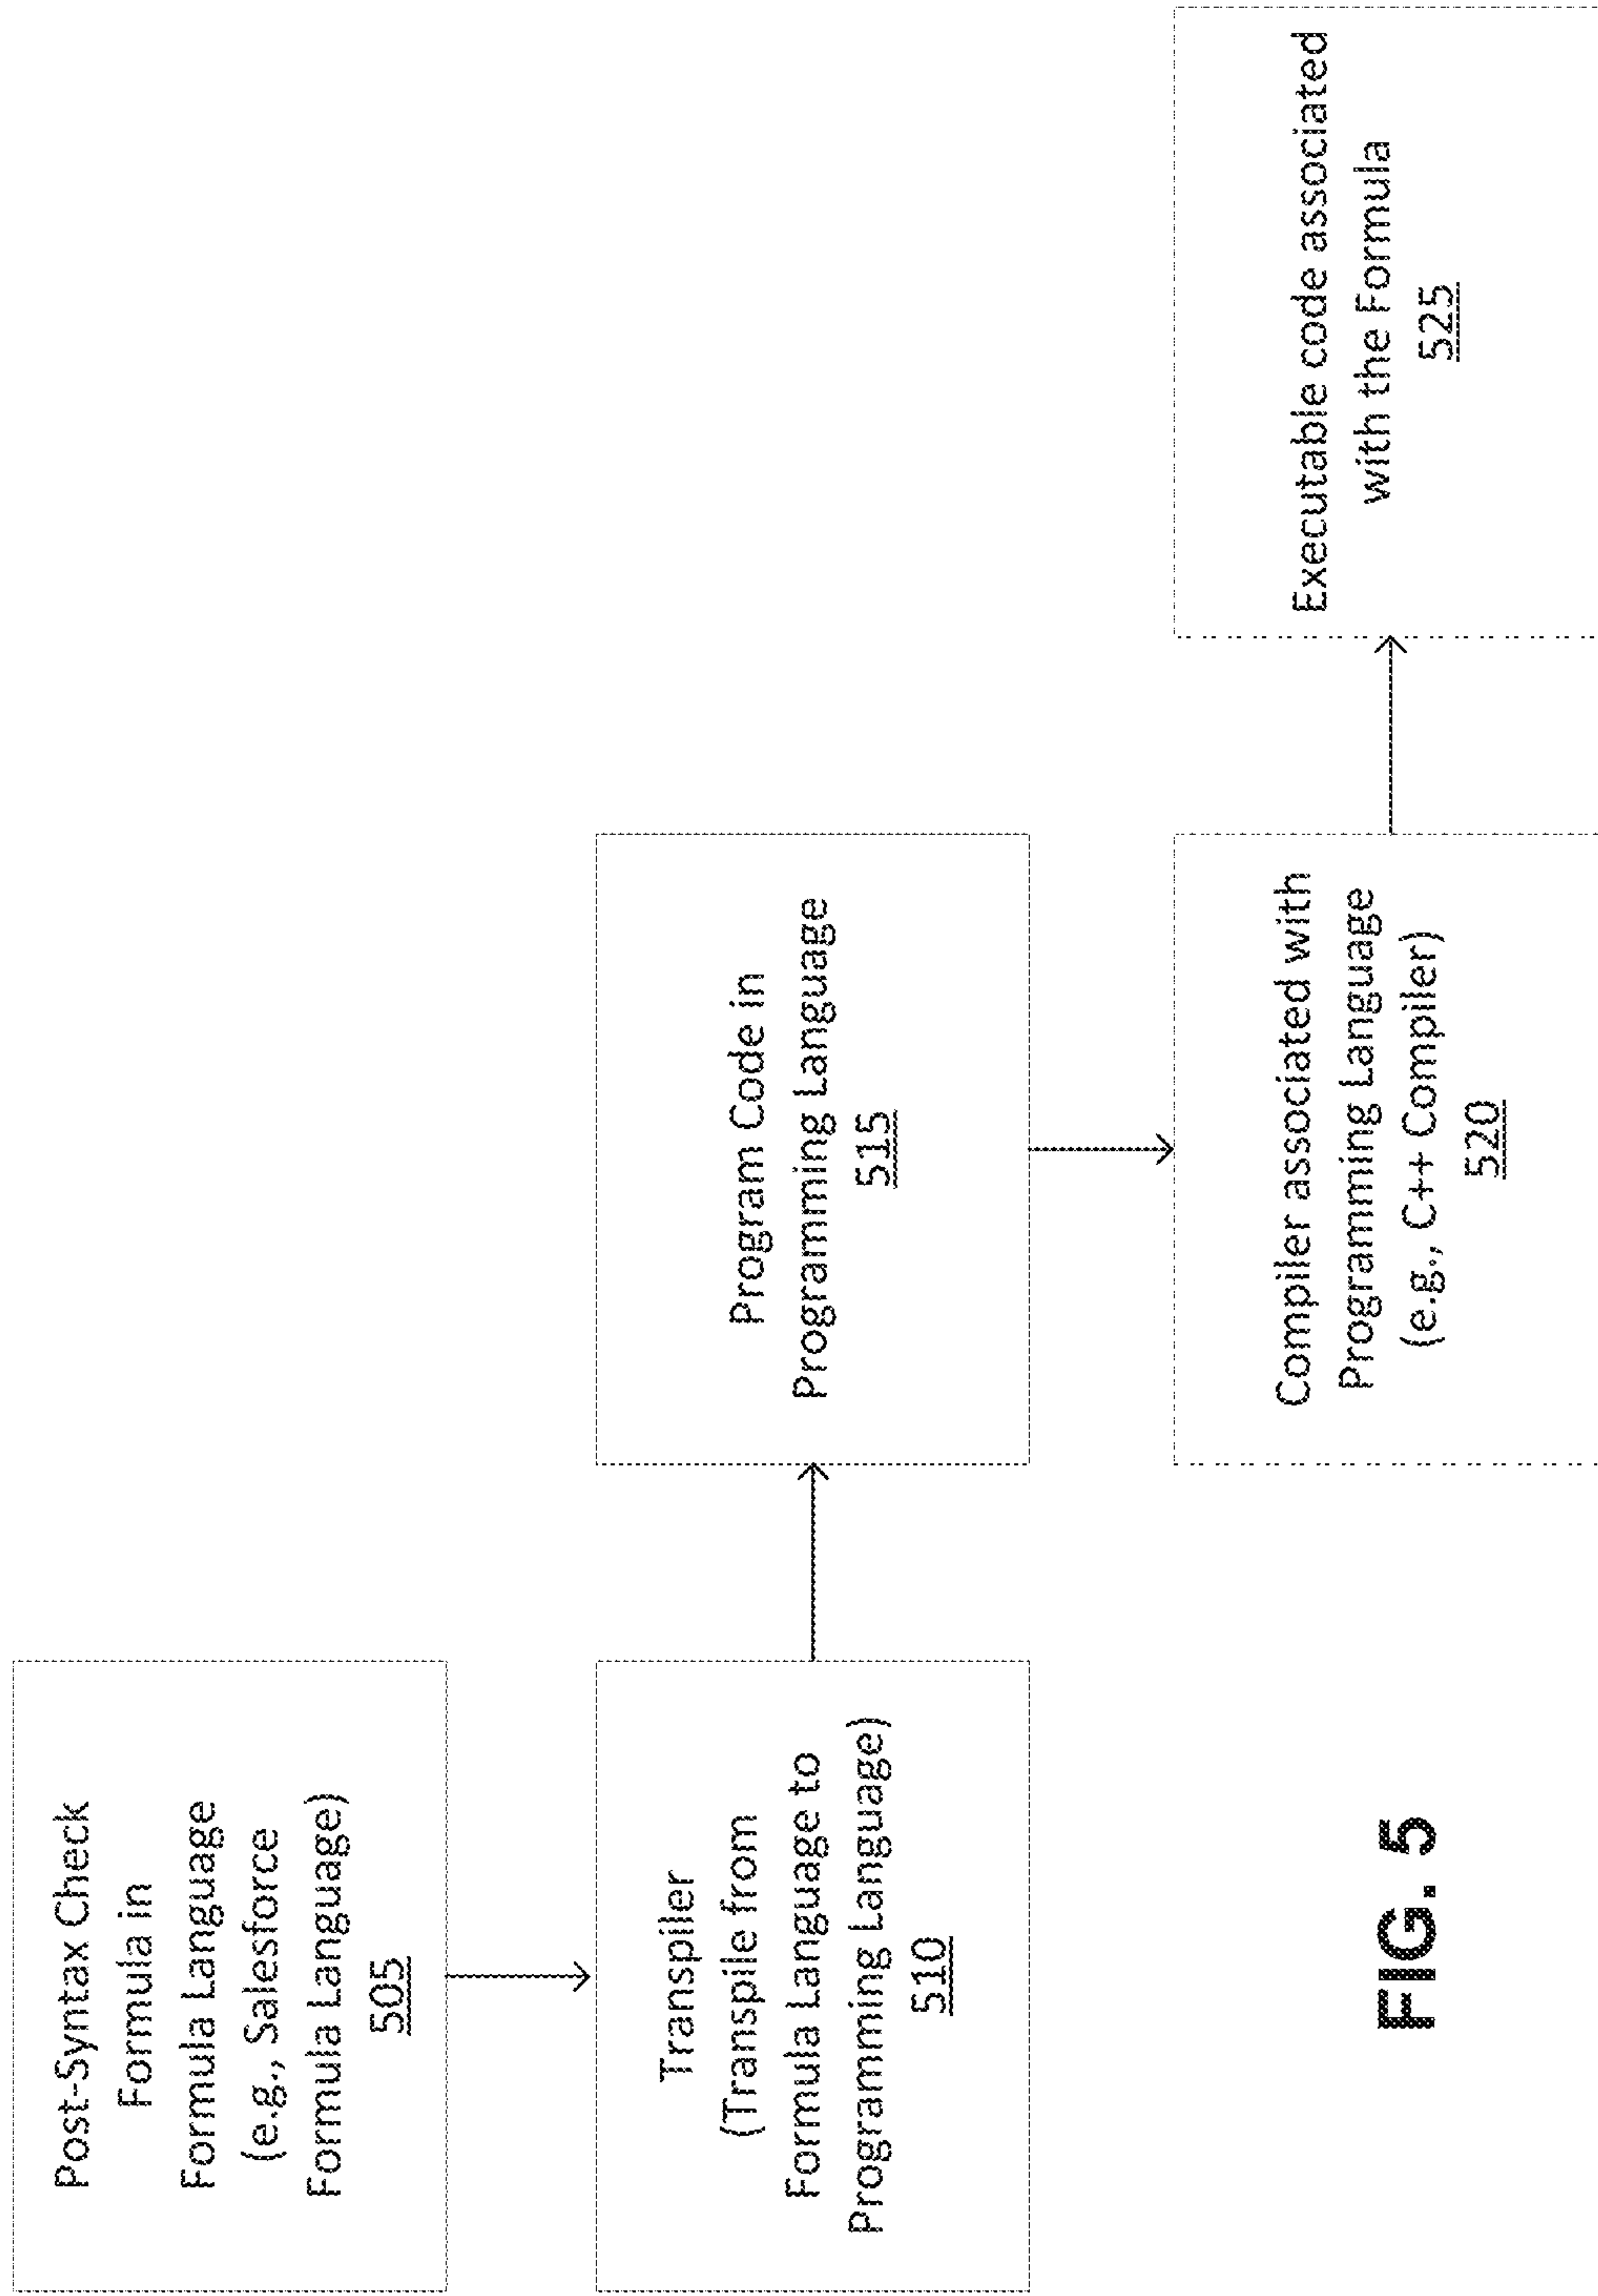 Post-Syntax Check
Formula in
Formula Language
(e.g., Salesforce
Formula Language)
505
Transpiler
(Transpile from
Formula Language to
Programming Language)
510
Program Code in
Programming Language
515
Compiler associated with
Programming Language
(e.g., C++ Compiler)
520
Executable code associated
with the Formula
525
FIG. 5